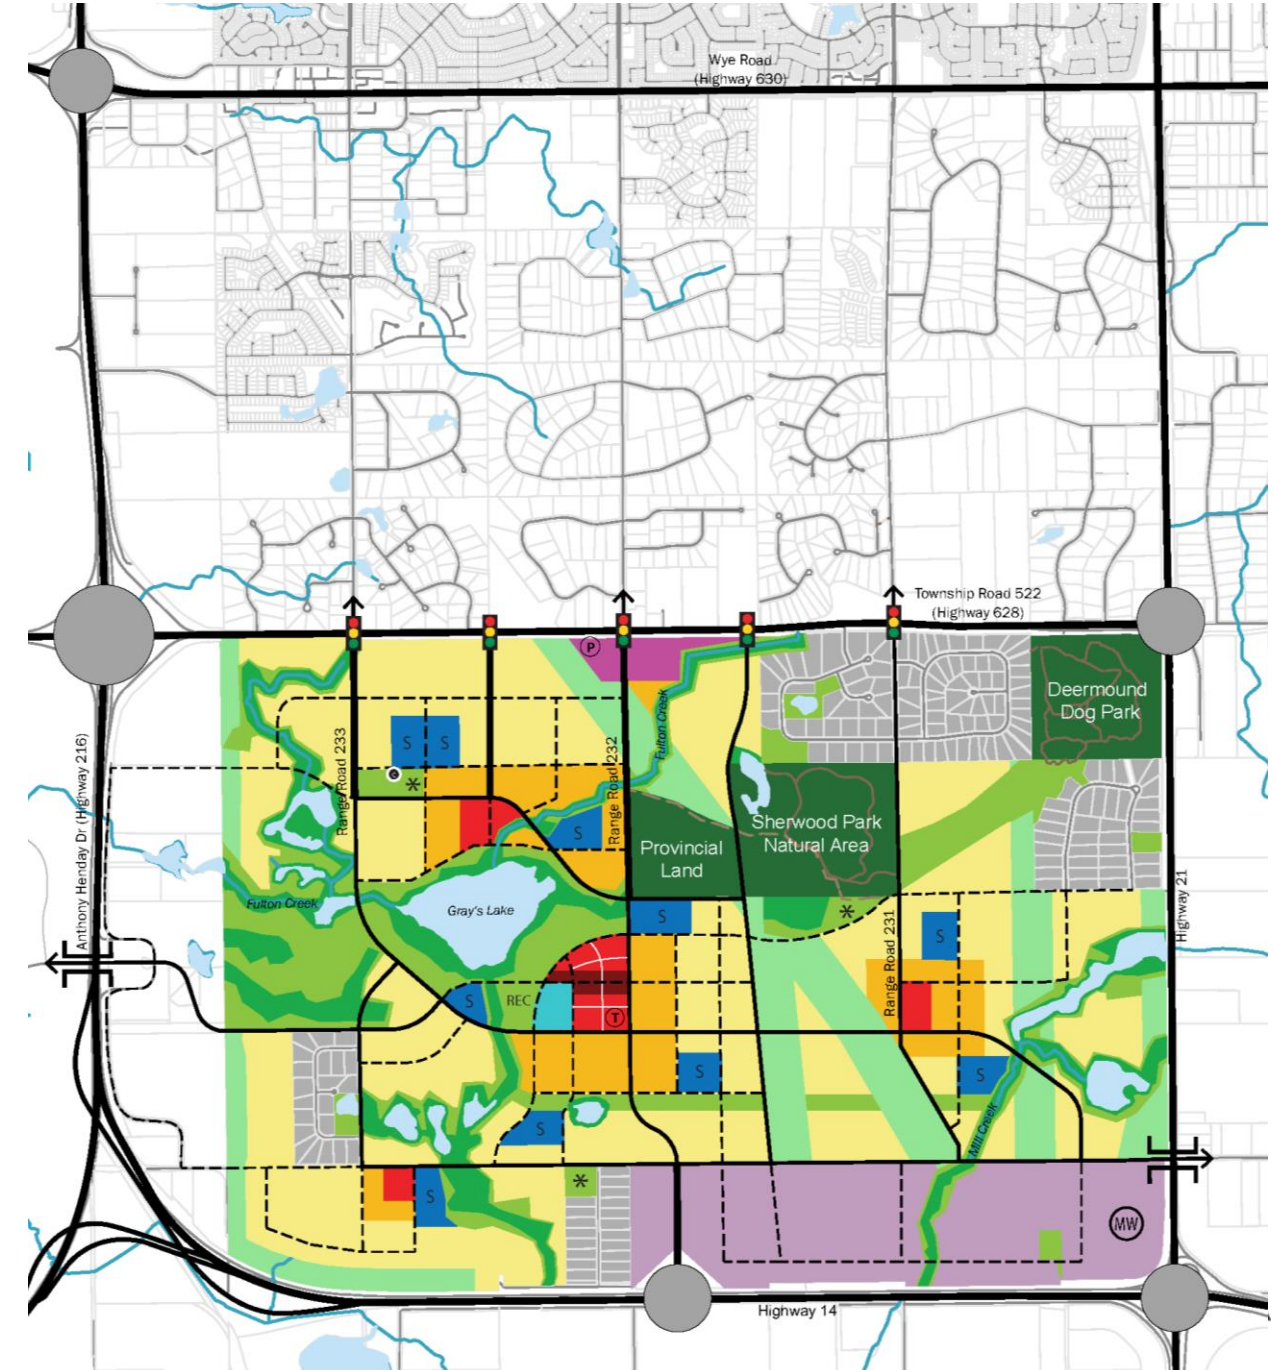 Wye Road
(Highway 630)
Township Road 522
(Highway 628)
P
Deermound
Dog Park
Fulton Creek
Range Road 233
Range Road 232
Anthony Henday Dr (Highway 216)
S
S
C
*
S
Sherwood Park
Natural Area
Provincial
Land
Highway 21
Fulton Creek
Gray's Lake
S
*
Range Road 231
S
S
REC
T
S
S
Mill Creek
S
*
S
MW
Highway 14